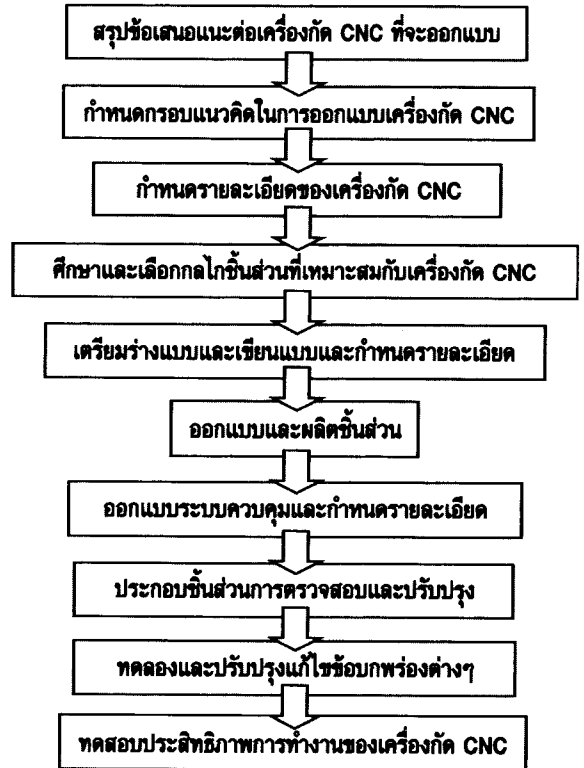 สรุปข้อเสนอแนะต่อเครื่องกัด CNC ที่จะออกแบบ
กำหนดกรอบแนวคิดในการออกแบบเครื่องกัด CNC
กำหนดรายละเอียดของเครื่องกัด CNC
ศึกษาและเลือกกลไกชิ้นส่วนที่เหมาะสมกับเครื่องกัด CNC
เตรียมร่างแบบและเขียนแบบและกำหนดรายละเอียด
ออกแบบและผลิตชิ้นส่วน
ออกแบบระบบควบคุมและกำหนดรายละเอียด
ประกอบชิ้นส่วนการตรวจสอบและปรับปรุง
ทดลองและปรับปรุงแก้ไขข้อบกพร่องต่างๆ
ทดสอบประสิทธิภาพการทำงานของเครื่องกัด CNC